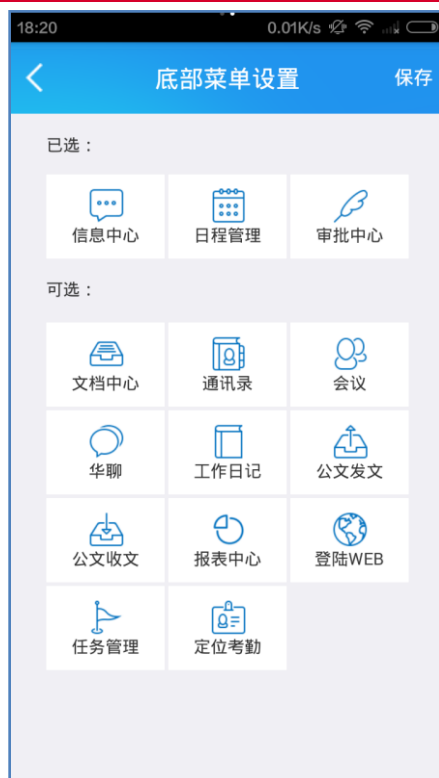 18:20 0.01K/s
底部菜单设置 保存
已选：
信息中心 日程管理 审批中心
可选：
文档中心 通讯录 会议
华聊 工作日记 公文发文
公文收文 报表中心 登陆WEB
任务管理 定位考勤